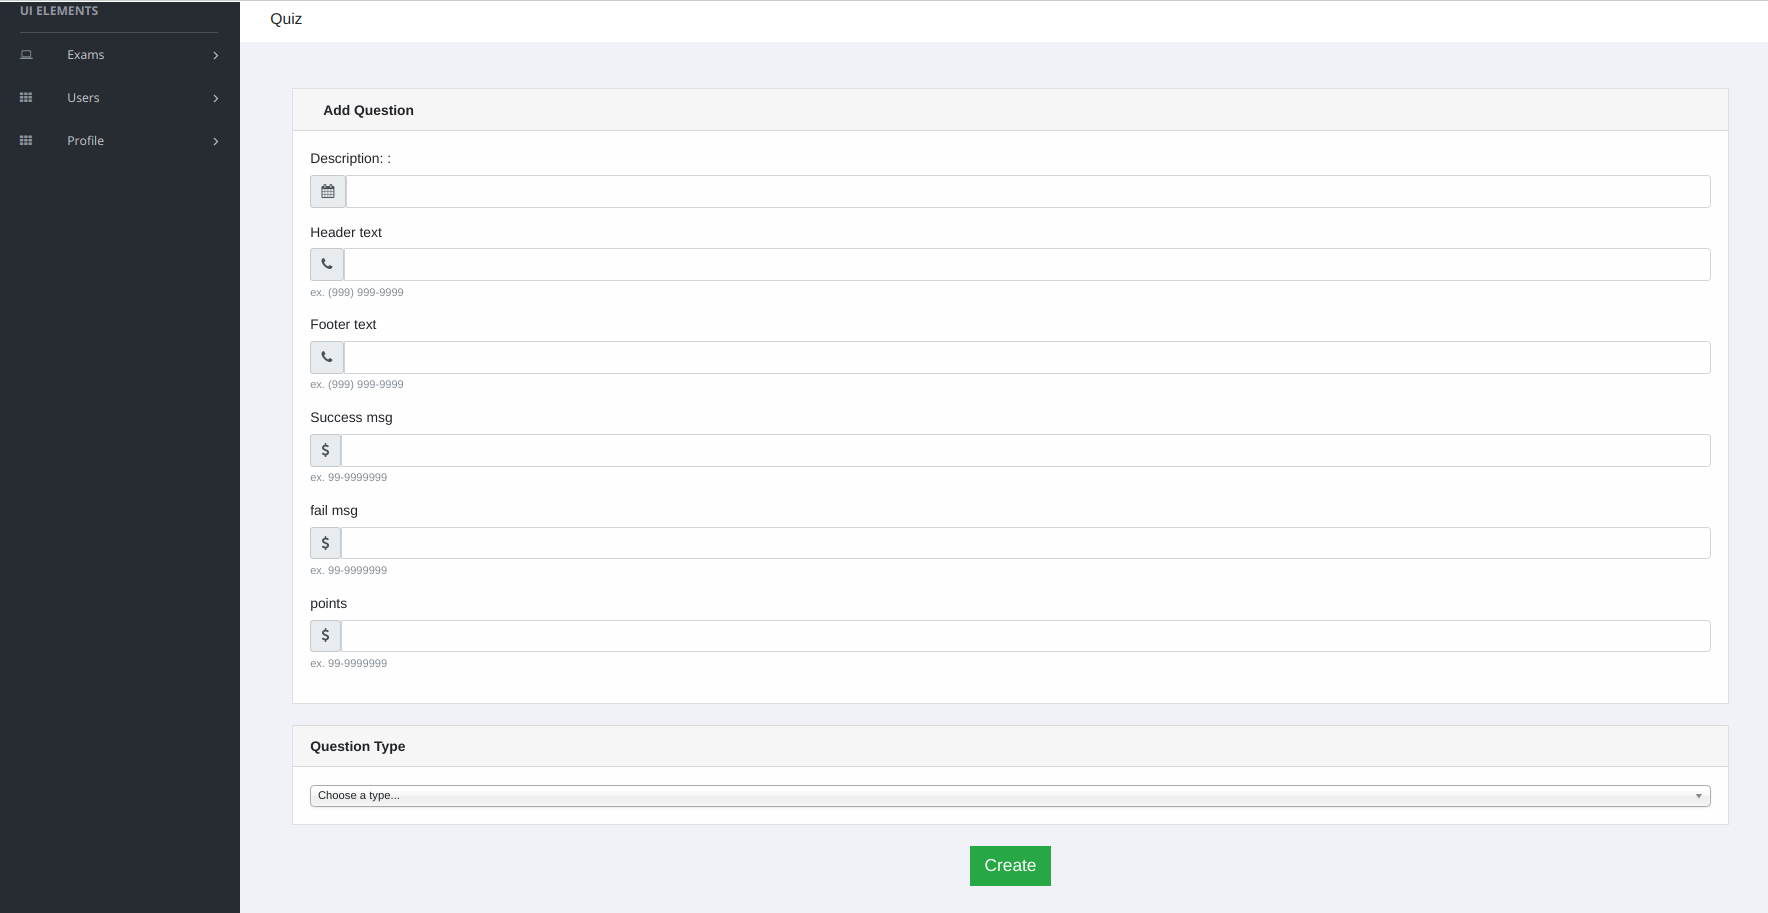 UI ELEMENTS
Exams
Users
Profile
Quiz
Add Question
Description: :
Header text
ex. (999) 999-9999
Footer text
ex. (999) 999-9999
Success msg
$
ex. 99-9999999
fail msg
$
ex. 99-9999999
points
$
ex. 99-9999999
Question Type
Choose a type...
Create